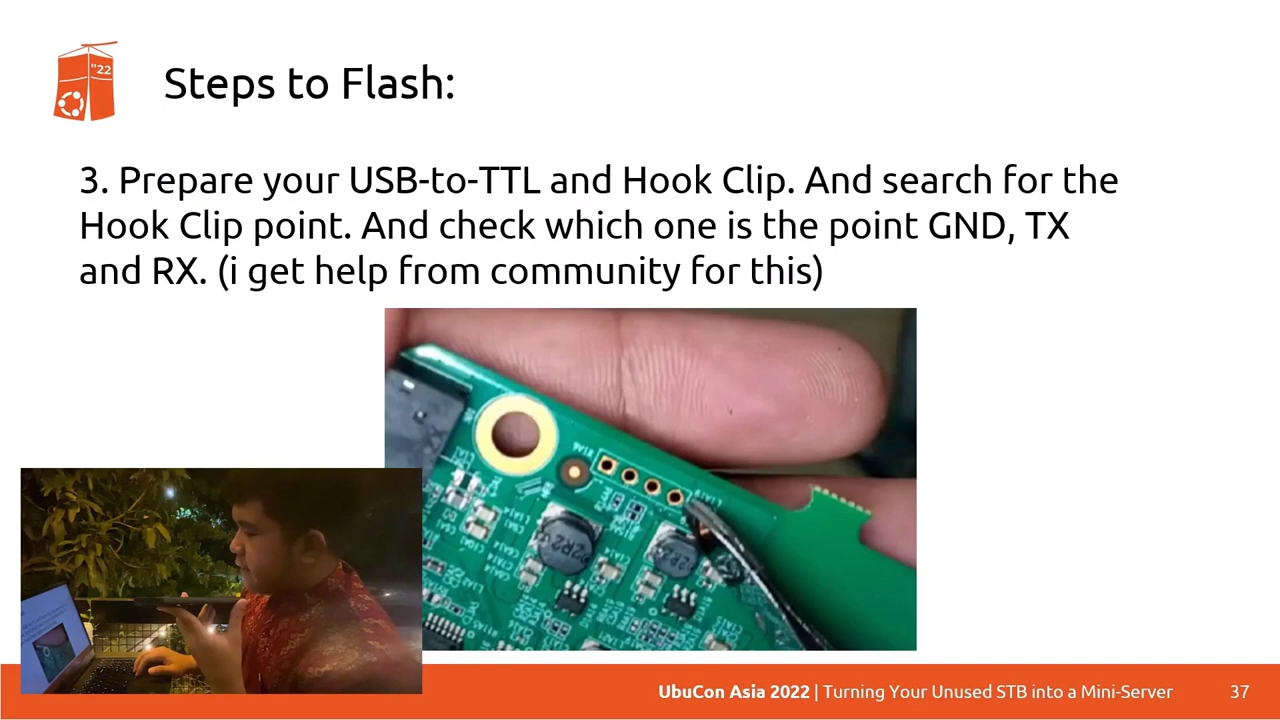 "22
Steps to Flash:
3. Prepare your USB-to-TTL and Hook Clip. And search for the
Hook Clip point. And check which one is the point GND, TX
and RX. (i get help from community for this)
2R2
UbuCon Asia 2022 | Turning Your Unused STB into a Mini-Server
37